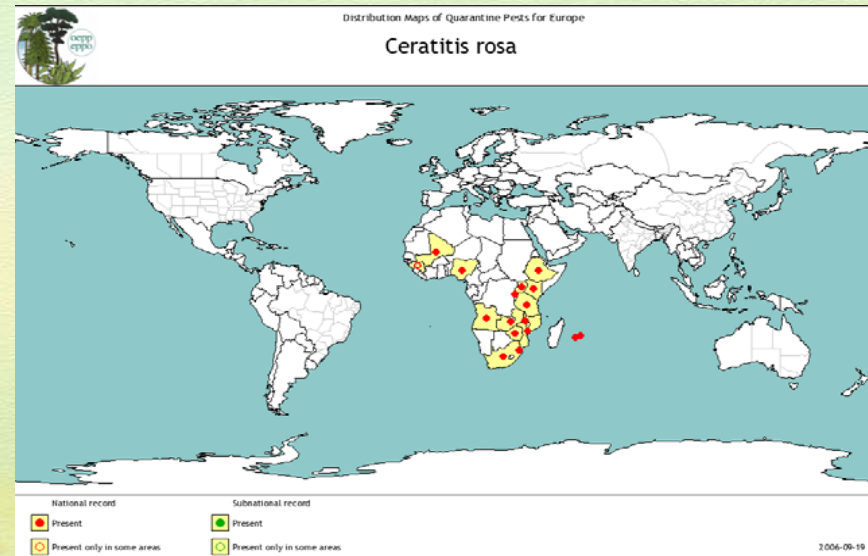 Distribution Maps of Quarantine Pests for Europe
oepp
eppo
Ceratitis rosa
National record
Subnational record
Present
Present
Present only in some areas
Present only in some areas
2006-09-19